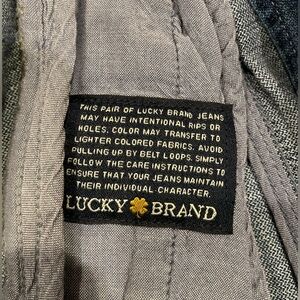 THIS PAIR OF LUCKY BRAND JEANS
MAY HAVE INTENTIONAL RIPS OR
HOLES. COLOR MAY TRANSFER TO
LIGHTER COLORED FABRICS. AVOID
PULLING UP BY BELT LOOPS. SIMPLY
FOLLOW THE CARE INSTRUCTIONS TO
ENSURE THAT YOUR JEANS MAINTAIN
THEIR INDIVIDUAL CHARACTER.
LUCKY BRAND